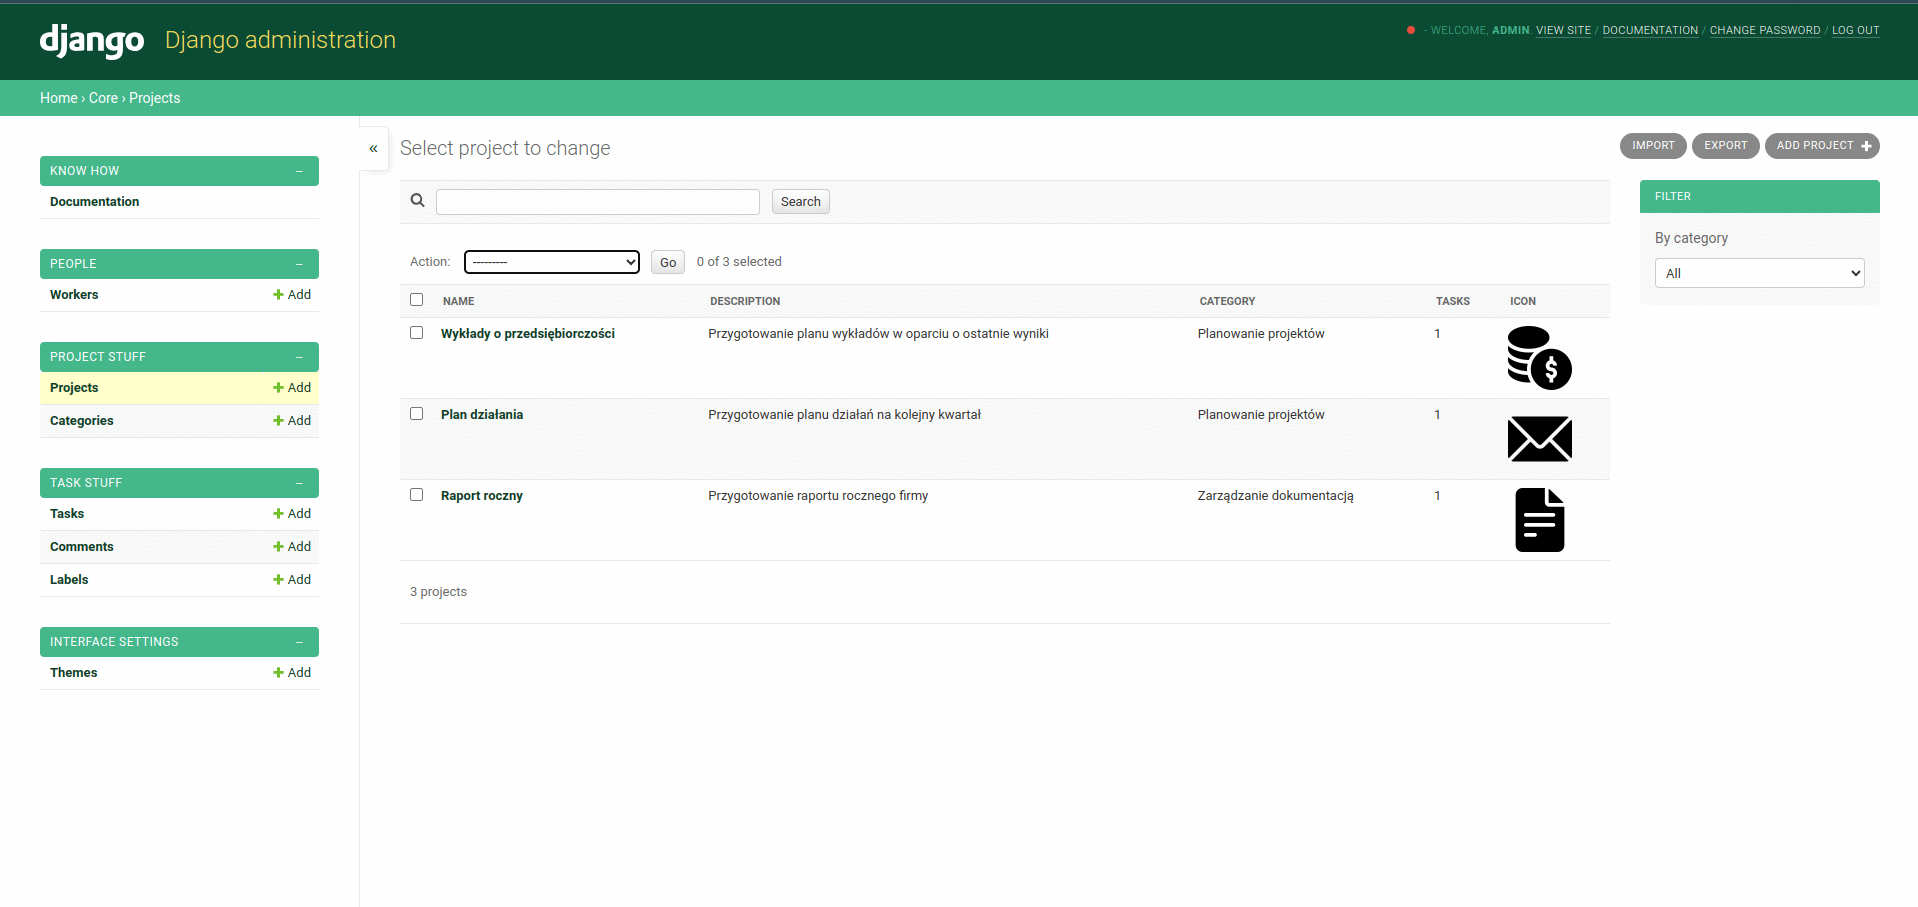 django Django administration
- WELCOME, ADMIN. VIEW SITE / DOCUMENTATION / CHANGE PASSWORD / LOG OUT
Home › Core › Projects
KNOW HOW –
Documentation
PEOPLE –
Workers + Add
PROJECT STUFF –
Projects + Add
Categories + Add
TASK STUFF –
Tasks + Add
Comments + Add
Labels + Add
INTERFACE SETTINGS –
Themes + Add
«
Select project to change
IMPORT EXPORT ADD PROJECT +
Search
Action: --------- Go 0 of 3 selected
NAME DESCRIPTION CATEGORY TASKS ICON
Wykłady o przedsiębiorczości Przygotowanie planu wykładów w oparciu o ostatnie wyniki Planowanie projektów 1 $
Plan działania Przygotowanie planu działań na kolejny kwartał Planowanie projektów 1
Raport roczny Przygotowanie raportu rocznego firmy Zarządzanie dokumentacją 1
3 projects
FILTER
By category
All